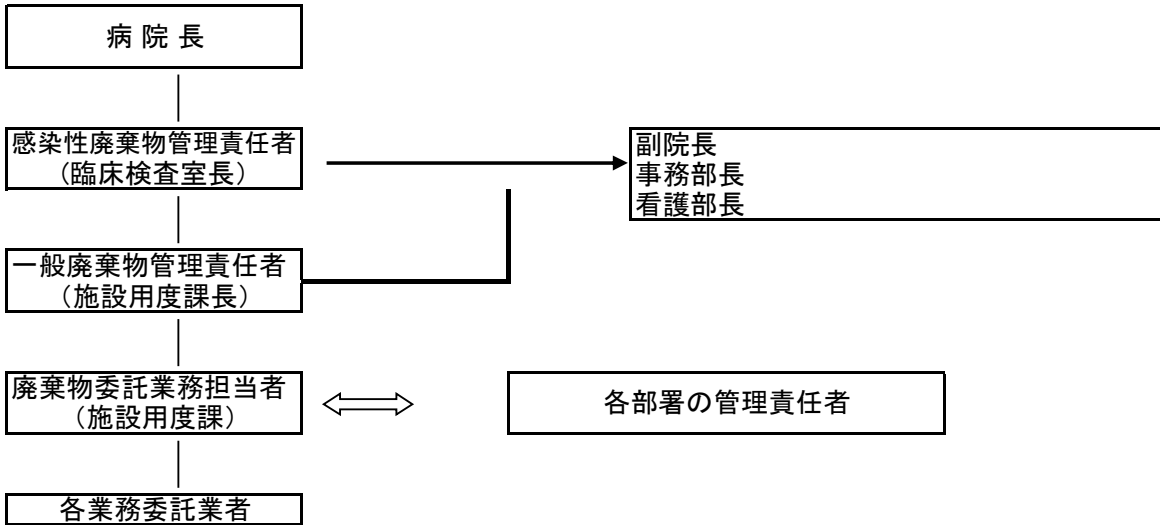 病 院 長
感染性廃棄物管理責任者
（臨床検査室長）
副院長
事務部長
看護部長
一般廃棄物管理責任者
（施設用度課長）
廃棄物委託業務担当者
（施設用度課）
各部署の管理責任者
各業務委託業者